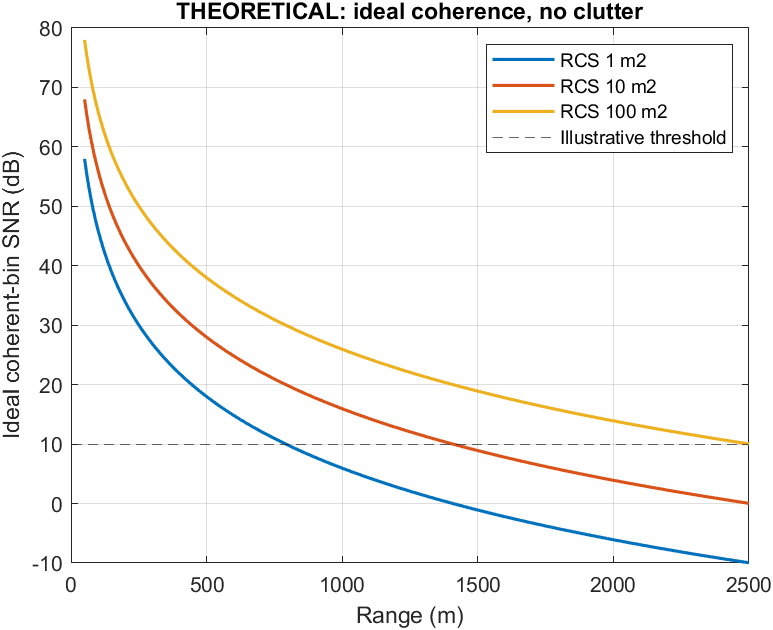 THEORETICAL: ideal coherence, no clutter
RCS 1 m2
RCS 10 m2
RCS 100 m2
Illustrative threshold
Ideal coherent-bin SNR (dB)
80
70
60
50
40
30
20
10
0
-10
0
500
1000
1500
2000
2500
Range (m)